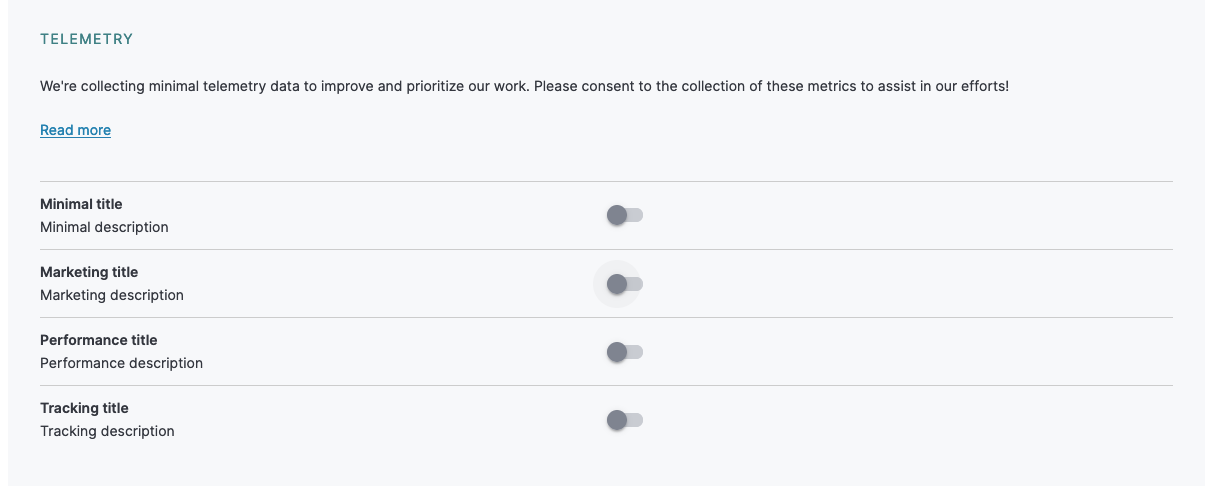 TELEMETRY
We're collecting minimal telemetry data to improve and prioritize our work. Please consent to the collection of these metrics to assist in our efforts!
Read more
Minimal title
Minimal description
Marketing title
Marketing description
Performance title
Performance description
Tracking title
Tracking description